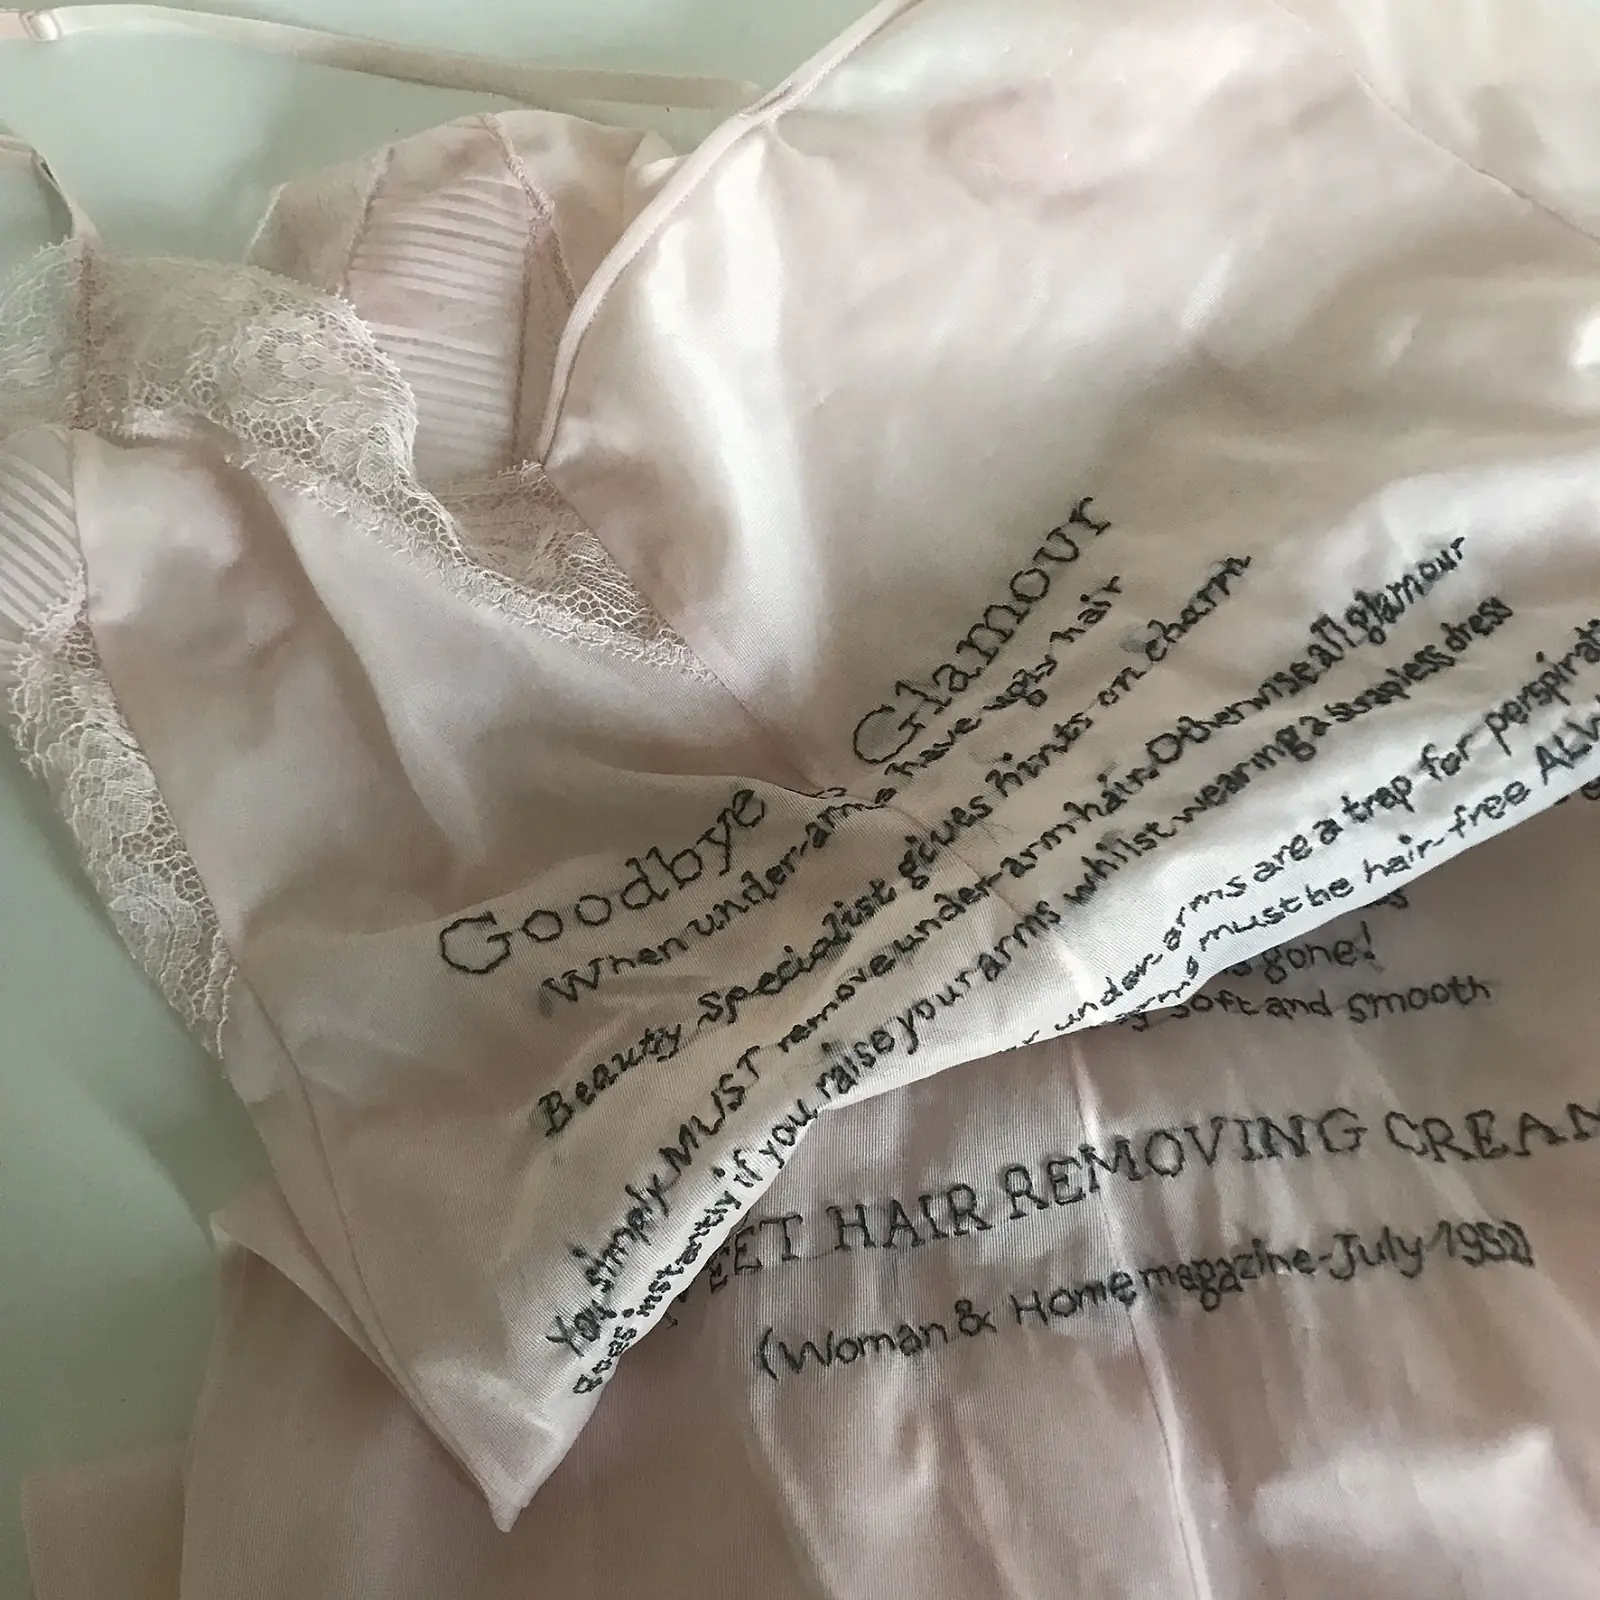 Goodbye Glamour
When under-arms have ugly hair
Beauty Specialist gives hints on charm
You simply MUST remove under-arm hair. Otherwise all glamour
goes instantly if you raise your arms whilst wearing a strapless dress
under-arms are a trap for perspirat
must be hair-free ALW
is gone!
soft and smooth
EET HAIR REMOVING CREAM
(Woman & Home magazine-July 1952)